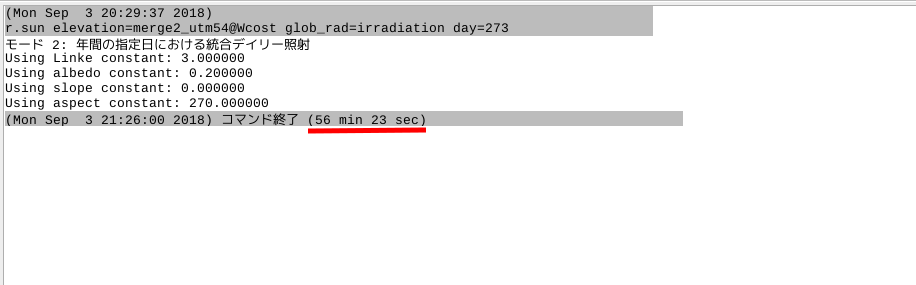 (Mon Sep  3 20:29:37 2018)
r.sun elevation=merge2_utm54@Wcost glob_rad=irradiation day=273
モード 2: 年間の指定日における統合デイリー照射
Using Linke constant: 3.000000
Using albedo constant: 0.200000
Using slope constant: 0.000000
Using aspect constant: 270.000000
(Mon Sep  3 21:26:00 2018) コマンド終了 (56 min 23 sec)